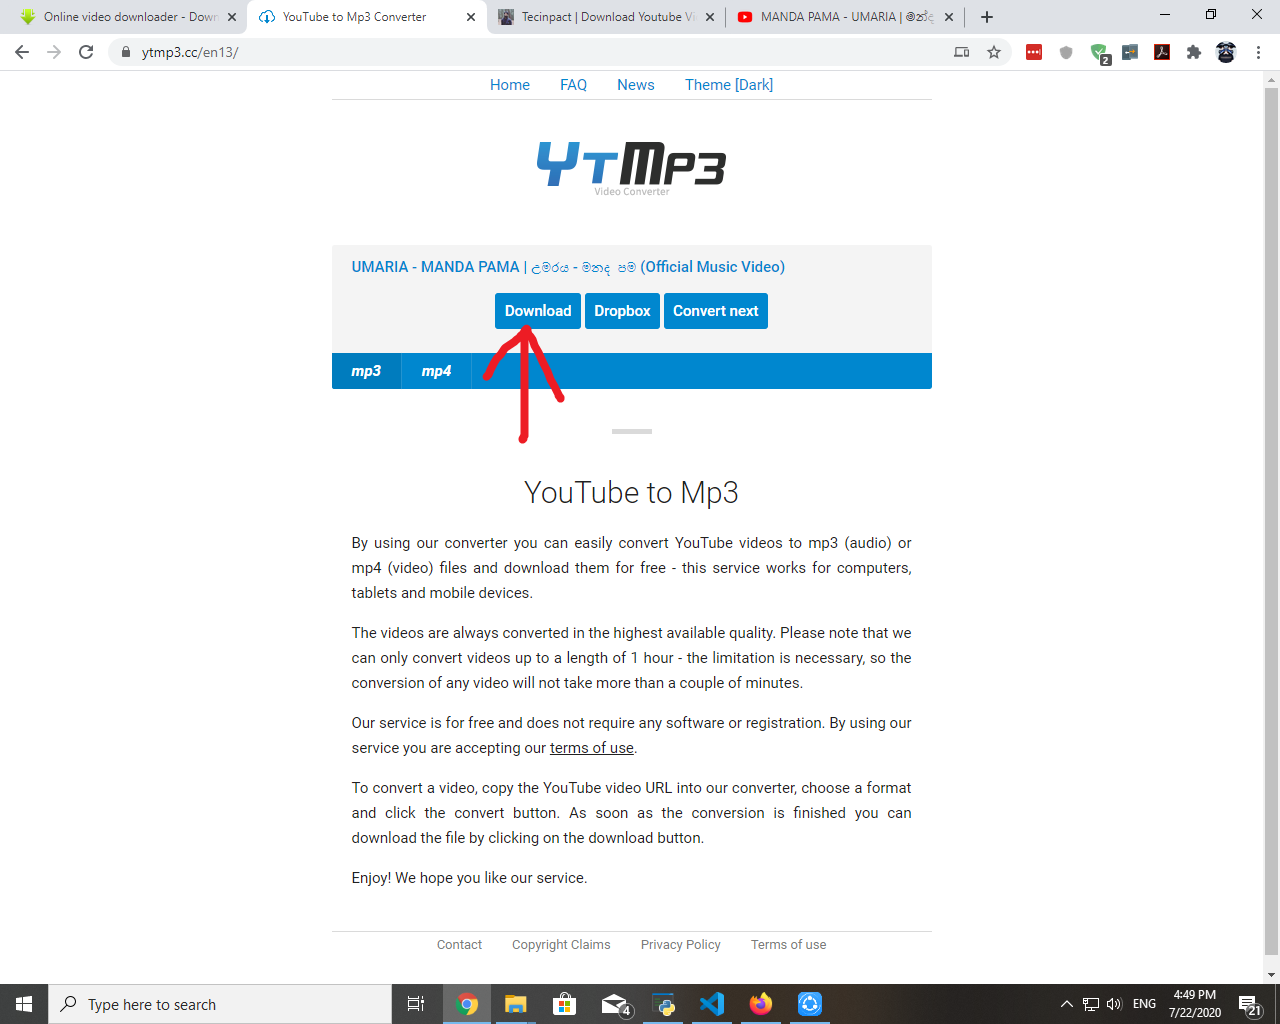 Online video downloader - Down
YouTube to Mp3 Converter
Tecinpact | Download Youtube Vi
MANDA PAMA - UMARIA | මන්ද
ytmp3.cc/en13/
2
Home
FAQ
News
Theme [Dark]
YTMP3
Video Converter
UMARIA - MANDA PAMA | උමරය - මනද පම (Official Music Video)
Download
Dropbox
Convert next
mp3
mp4
YouTube to Mp3
By using our converter you can easily convert YouTube videos to mp3 (audio) or
mp4 (video) files and download them for free - this service works for computers,
tablets and mobile devices.
The videos are always converted in the highest available quality. Please note that we
can only convert videos up to a length of 1 hour - the limitation is necessary, so the
conversion of any video will not take more than a couple of minutes.
Our service is for free and does not require any software or registration. By using our
service you are accepting our terms of use.
To convert a video, copy the YouTube video URL into our converter, choose a format
and click the convert button. As soon as the conversion is finished you can
download the file by clicking on the download button.
Enjoy! We hope you like our service.
Contact
Copyright Claims
Privacy Policy
Terms of use
Type here to search
4
ENG
4:49 PM
7/22/2020
21